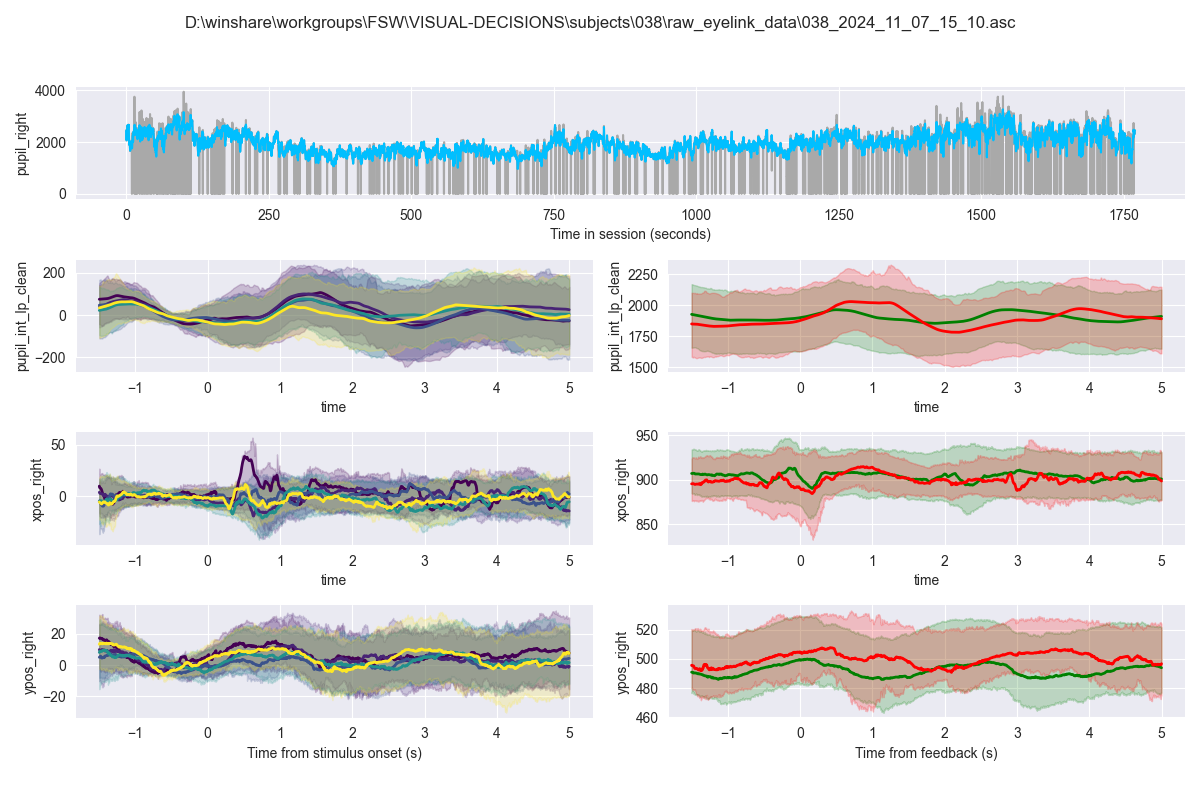 D:\winshare\workgroups\FSW\VISUAL-DECISIONS\subjects\038\raw_eyelink_data\038_2024_11_07_15_10.asc
pupil_right
4000
2000
0
0 250 500 750 1000 1250 1500 1750
Time in session (seconds)
pupil_int_lp_clean
200
0
−200
−1 0 1 2 3 4 5
time
pupil_int_lp_clean
2250
2000
1750
1500
−1 0 1 2 3 4 5
time
xpos_right
50
0
−1 0 1 2 3 4 5
time
xpos_right
950
900
850
−1 0 1 2 3 4 5
time
ypos_right
20
0
−20
−1 0 1 2 3 4 5
Time from stimulus onset (s)
ypos_right
520
500
480
460
−1 0 1 2 3 4 5
Time from feedback (s)